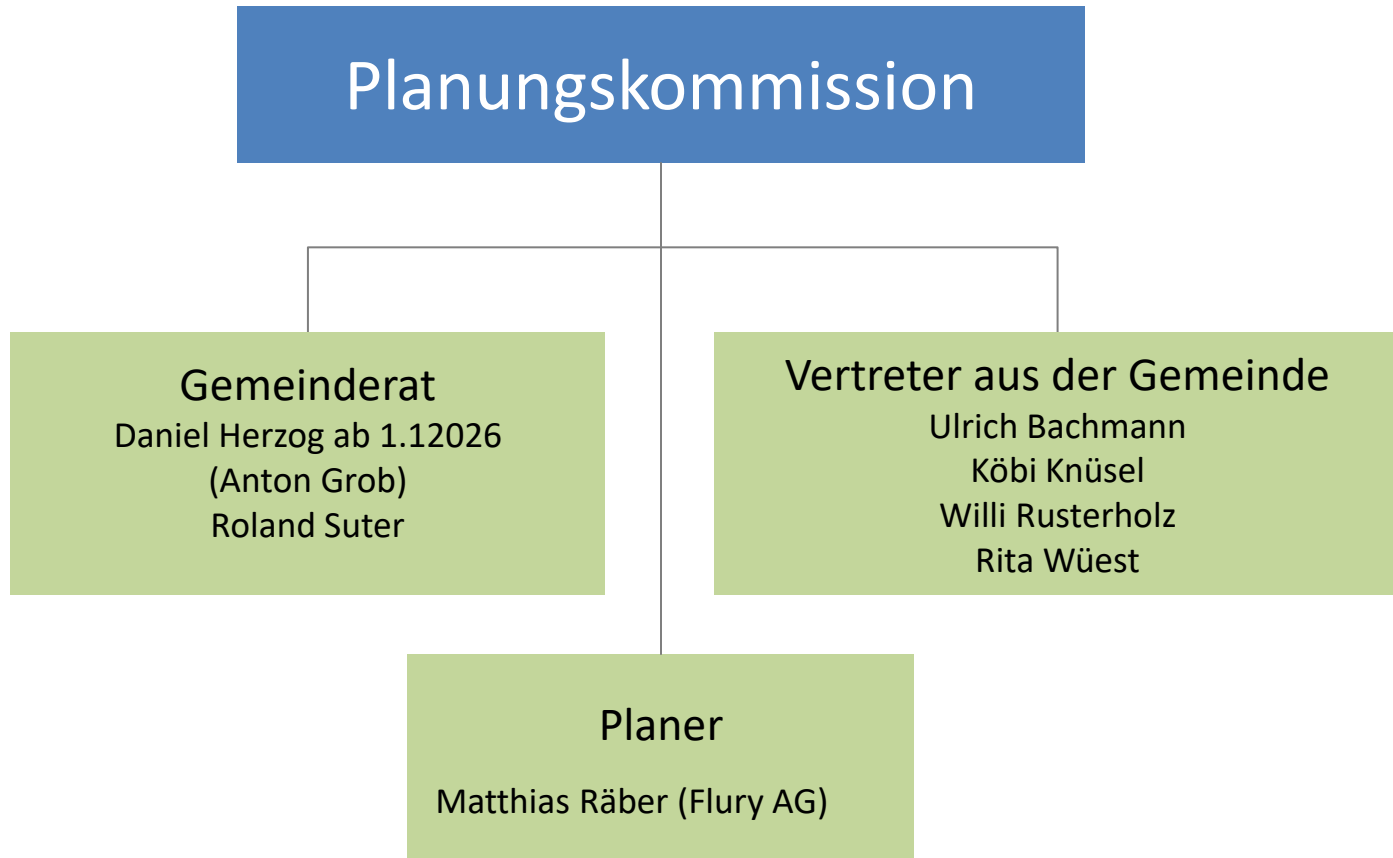 Planungskommission
Gemeinderat
Daniel Herzog ab 1.12026
(Anton Grob)
Roland Suter
Vertreter aus der Gemeinde
Ulrich Bachmann
Köbi Knüsel
Willi Rusterholz
Rita Wüest
Planer
Matthias Räber (Flury AG)